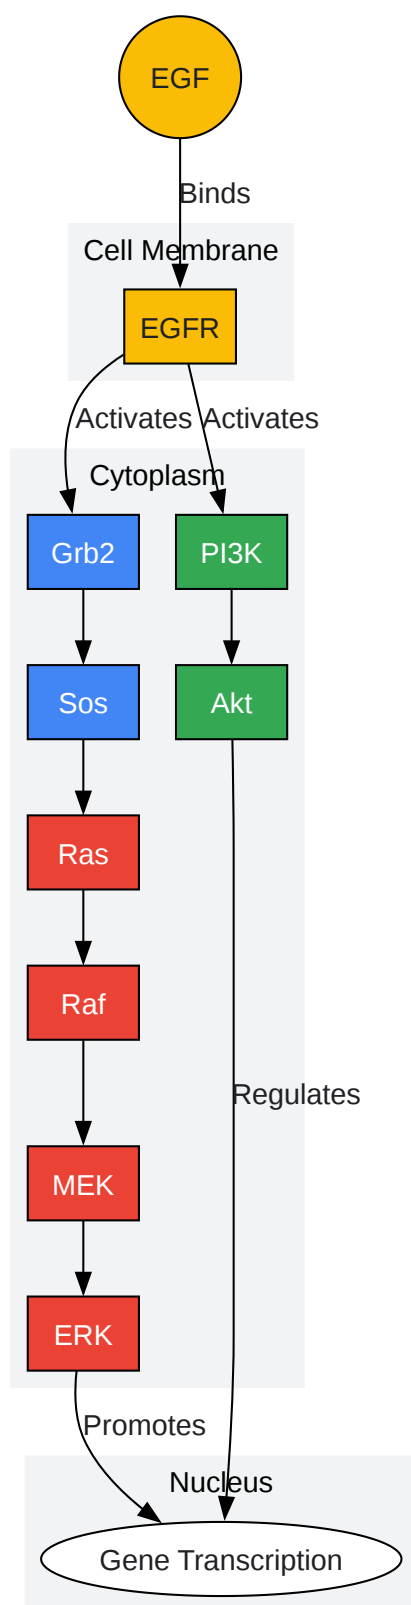 EGF
Binds
Cell Membrane
EGFR
Activates
Activates
Cytoplasm
Grb2
PI3K
Sos
Akt
Ras
Raf
Regulates
MEK
ERK
Promotes
Nucleus
Gene Transcription